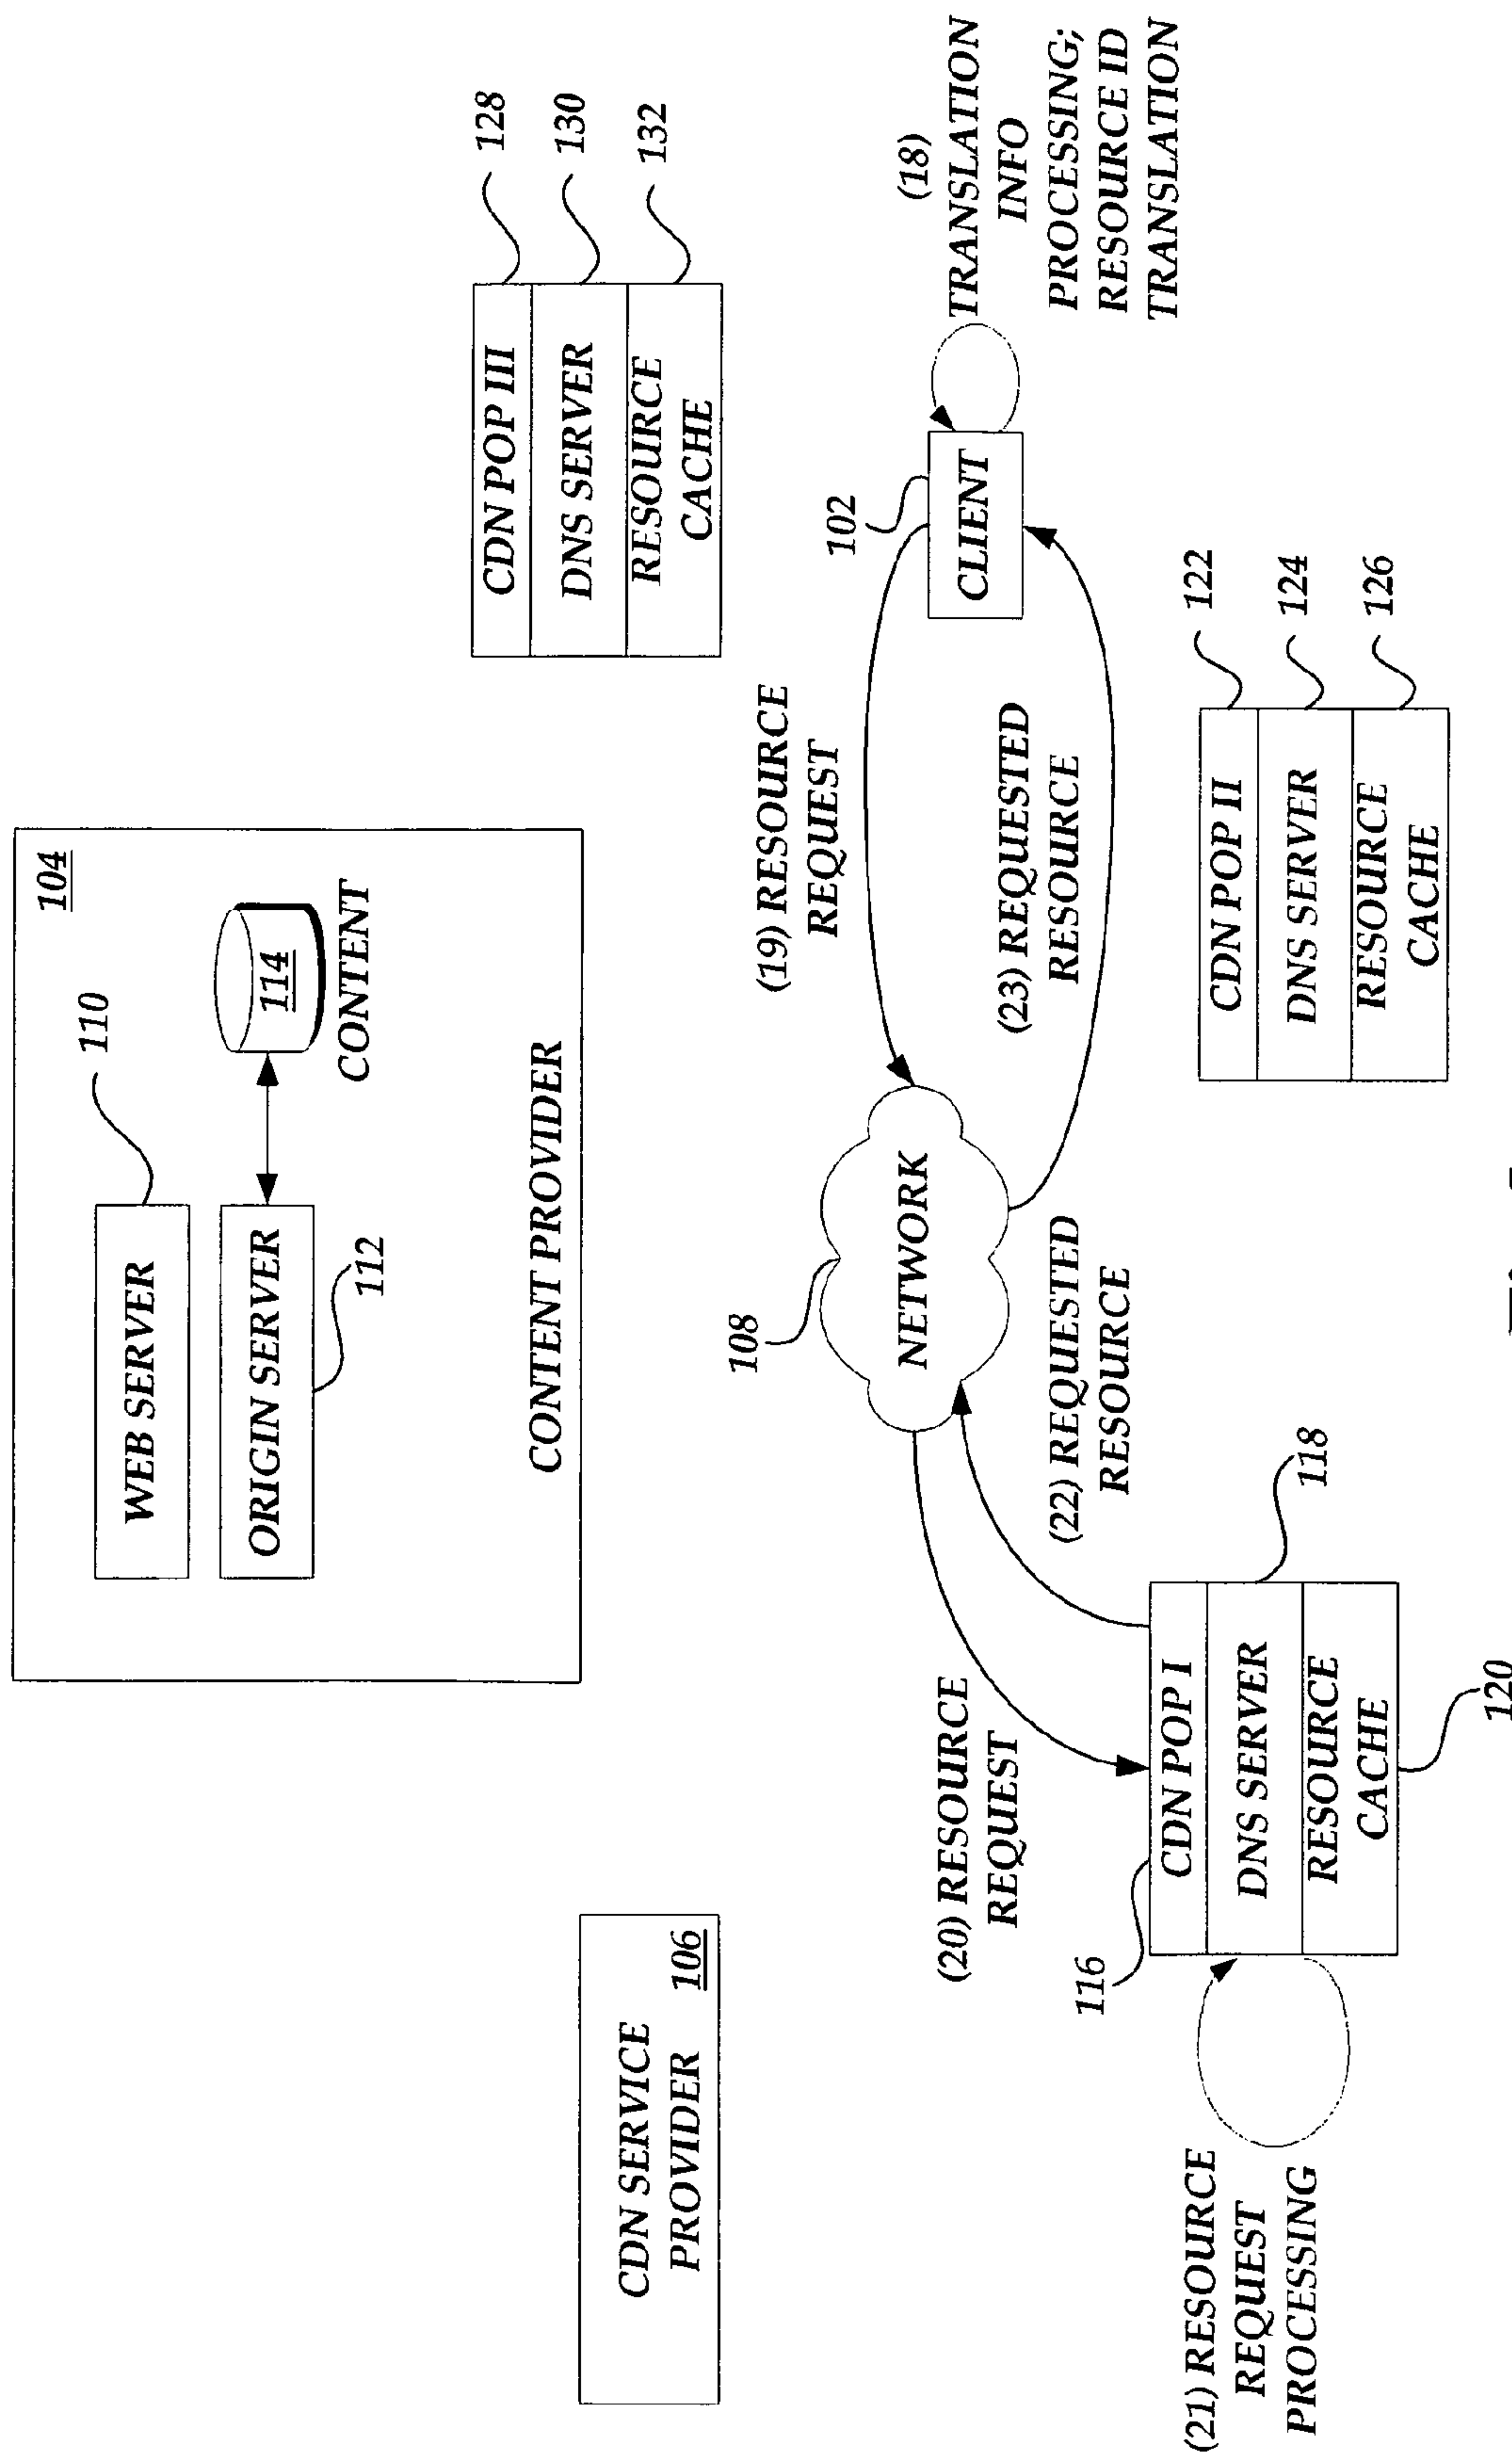 104
110
WEB SERVER
ORIGIN SERVER
112
114
CONTENT
CONTENT PROVIDER
CDN SERVICE
PROVIDER
106
128
CDN POP III
130
DNS SERVER
132
RESOURCE
CACHE
108
NETWORK
(19) RESOURCE
REQUEST
102
CLIENT
(18)
TRANSLATION
INFO
PROCESSING;
RESOURCE ID
TRANSLATION
(20) RESOURCE
REQUEST
(22) REQUESTED
RESOURCE
(23) REQUESTED
RESOURCE
116
CDN POP I
118
DNS SERVER
RESOURCE
CACHE
120
(21) RESOURCE
REQUEST
PROCESSING
122
CDN POP II
124
DNS SERVER
126
RESOURCE
CACHE